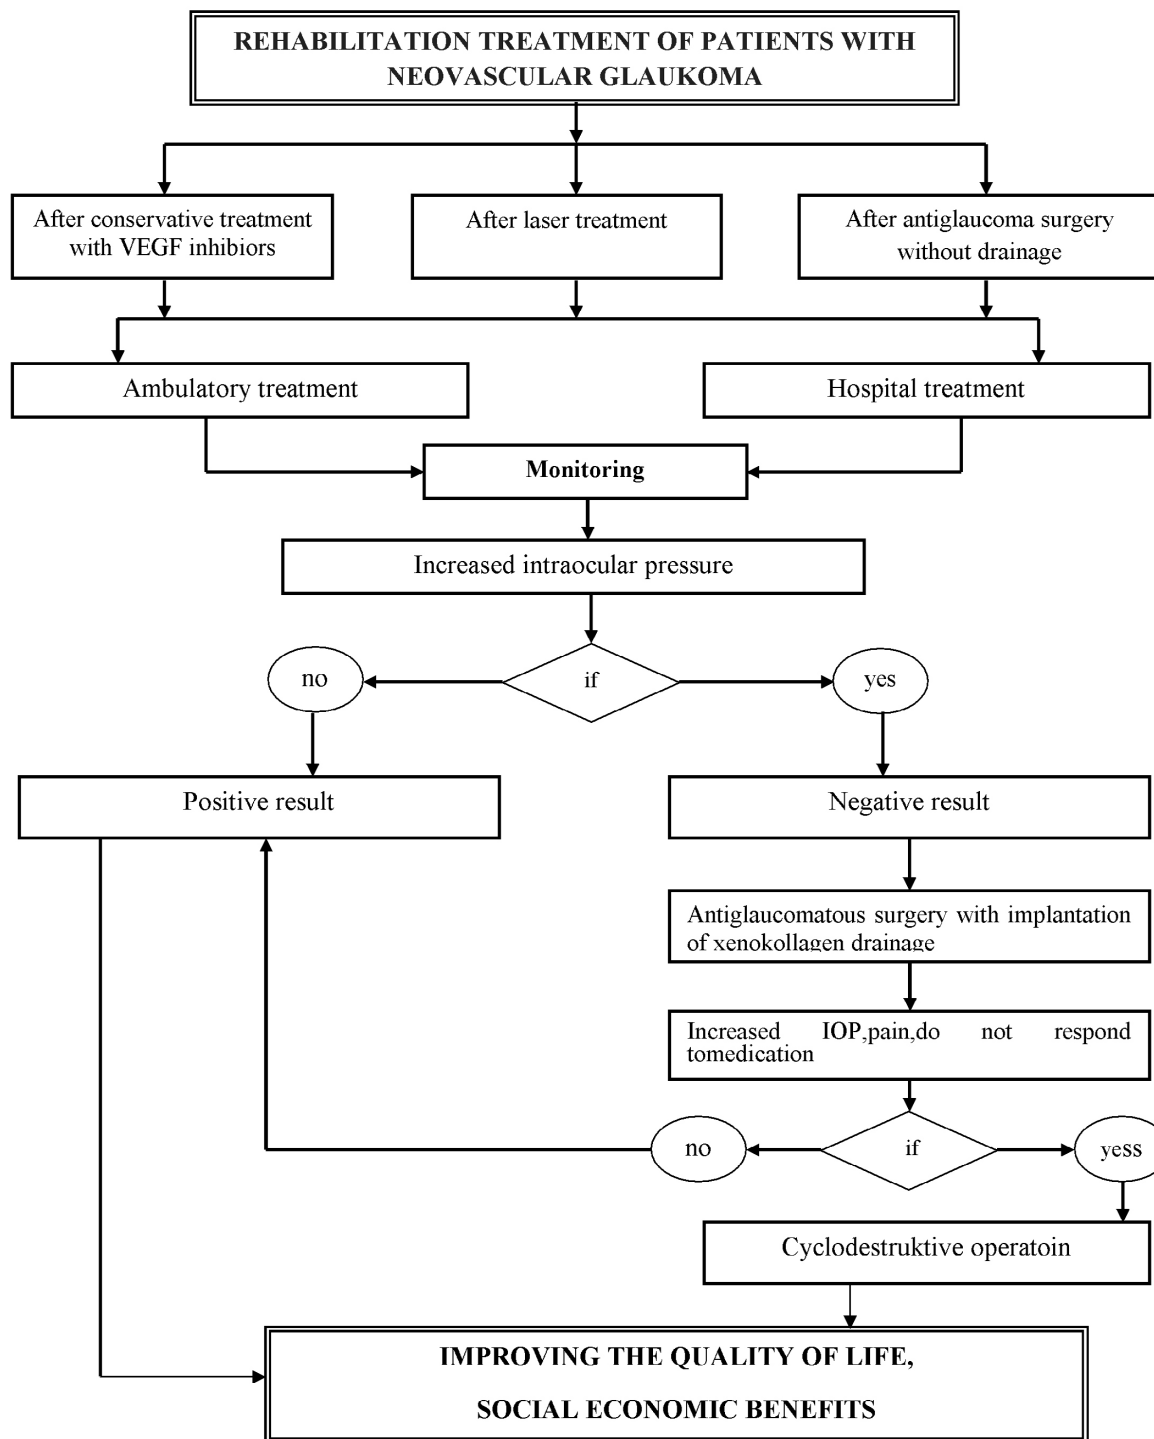 REHABILITATION TREATMENT OF PATIENTS WITH
NEOVASCULAR GLAUKOMA
After conservative treatment
with VEGF inhibiors
After laser treatment
After antiglaucoma surgery
without drainage
Ambulatory treatment
Hospital treatment
Monitoring
Increased intraocular pressure
no
if
yes
Positive result
Negative result
Antiglaucomatous surgery with implantation
of xenokollagen drainage
Increased IOP,pain,do not respond
tomedication
no
if
yess
Cyclodestruktive operatoin
IMPROVING THE QUALITY OF LIFE,
SOCIAL ECONOMIC BENEFITS